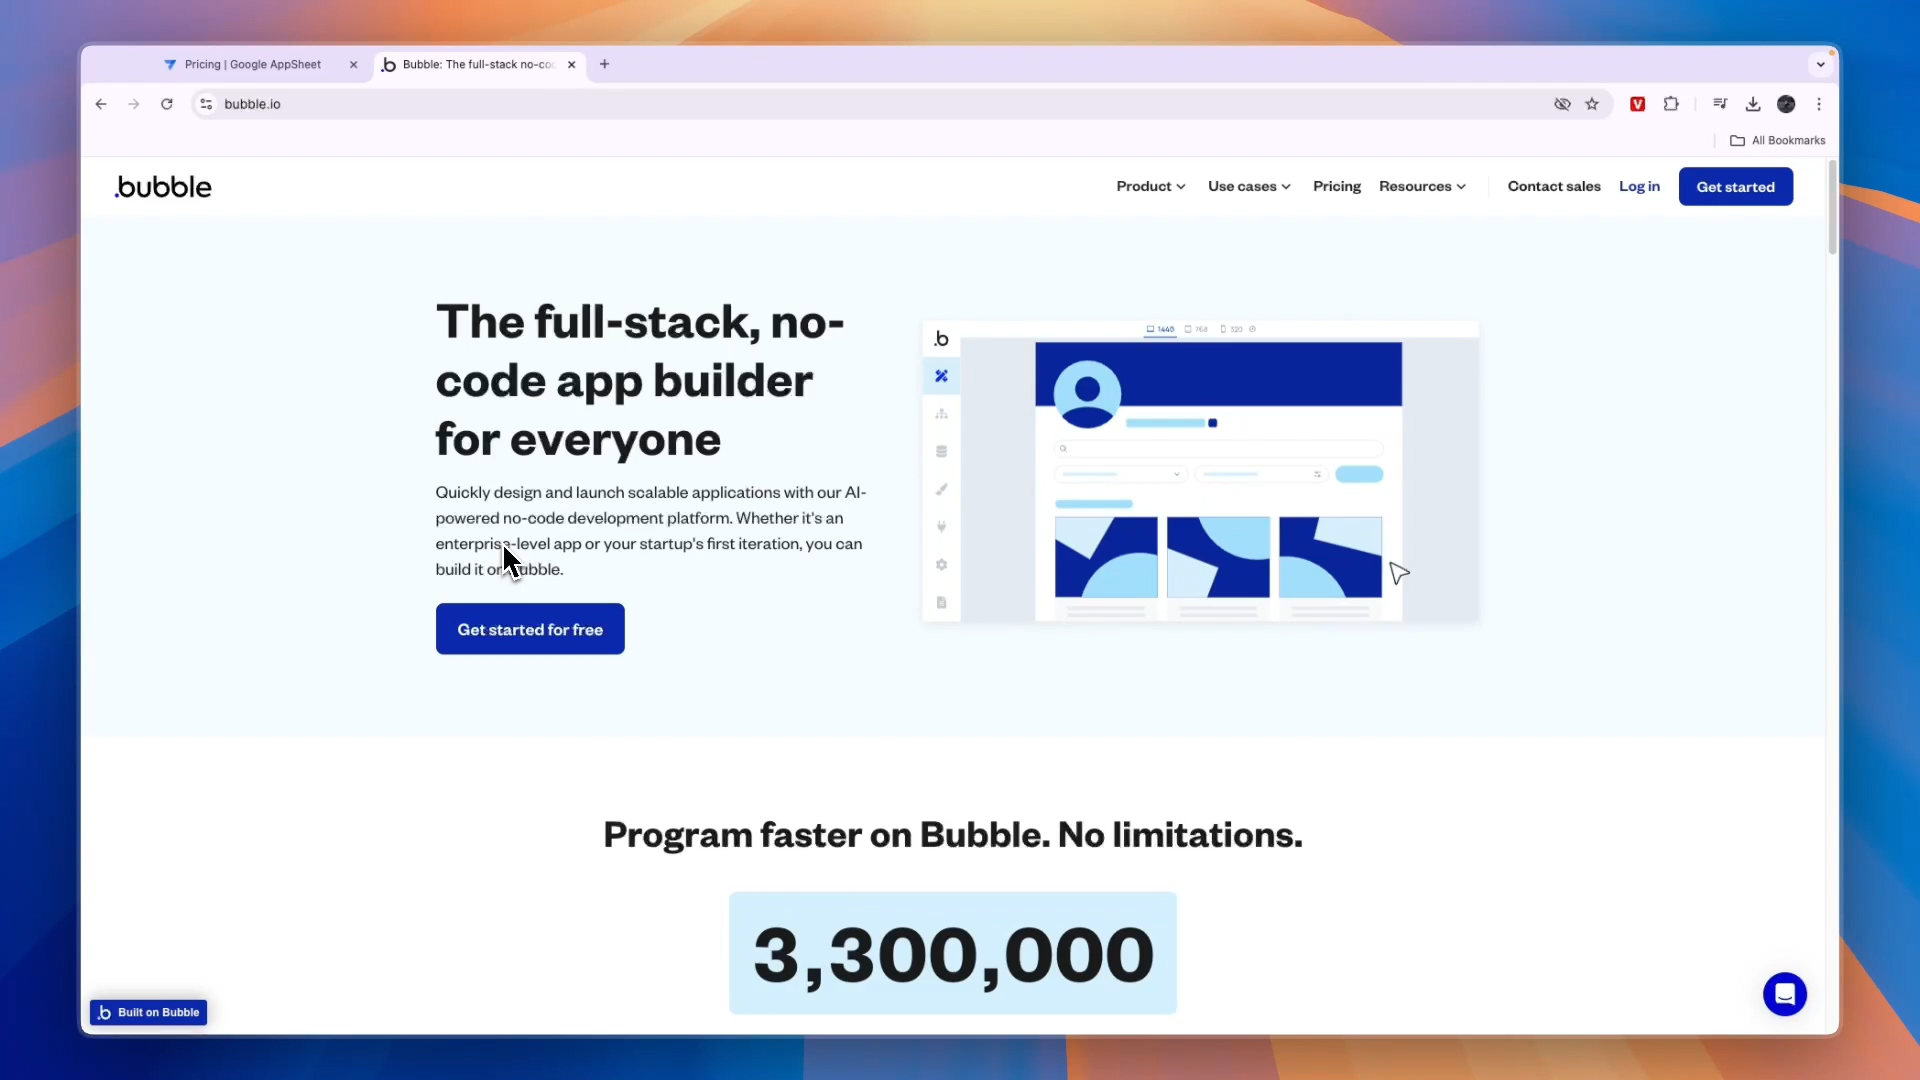 Pricing | Google AppSheet
.b Bubble: The full-stack no-co
bubble.io
All Bookmarks
.bubble
Product
Use cases
Pricing
Resources
Contact sales
Log in
Get started
The full-stack, no-
code app builder
for everyone
Quickly design and launch scalable applications with our AI-
powered no-code development platform. Whether it's an
enterprise-level app or your startup's first iteration, you can
build it on Bubble.
Get started for free
.b
1440
768
320
Program faster on Bubble. No limitations.
3,300,000
.b Built on Bubble